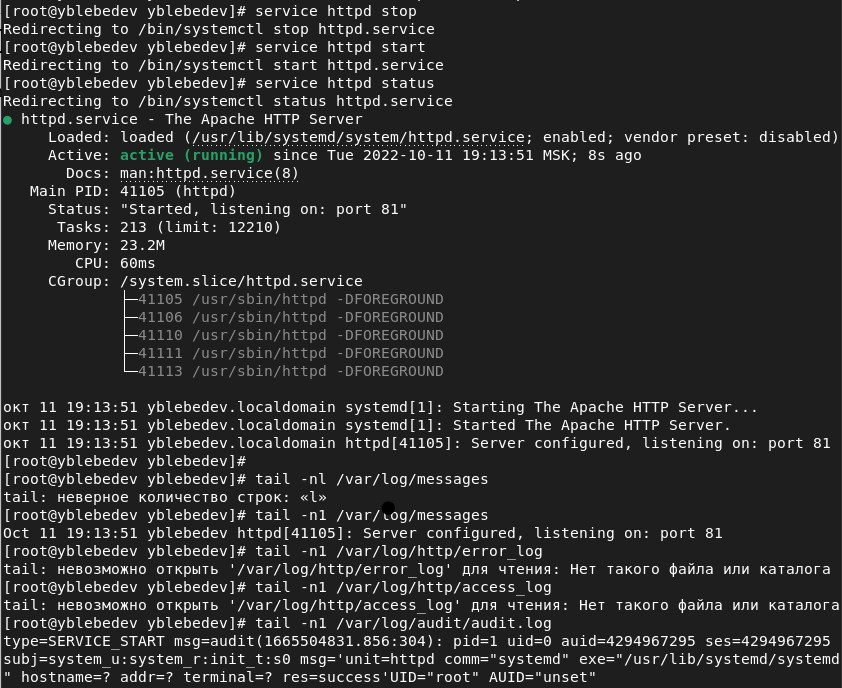 [root@yblebedev yblebedev]# service httpd stop
Redirecting to /bin/systemctl stop httpd.service
[root@yblebedev yblebedev]# service httpd start
Redirecting to /bin/systemctl start httpd.service
[root@yblebedev yblebedev]# service httpd status
Redirecting to /bin/systemctl status httpd.service
● httpd.service - The Apache HTTP Server
     Loaded: loaded (/usr/lib/systemd/system/httpd.service; enabled; vendor preset: disabled)
     Active: active (running) since Tue 2022-10-11 19:13:51 MSK; 8s ago
       Docs: man:httpd.service(8)
   Main PID: 41105 (httpd)
     Status: "Started, listening on: port 81"
      Tasks: 213 (limit: 12210)
     Memory: 23.2M
        CPU: 60ms
     CGroup: /system.slice/httpd.service
             ├─41105 /usr/sbin/httpd -DFOREGROUND
             ├─41106 /usr/sbin/httpd -DFOREGROUND
             ├─41110 /usr/sbin/httpd -DFOREGROUND
             ├─41111 /usr/sbin/httpd -DFOREGROUND
             └─41113 /usr/sbin/httpd -DFOREGROUND
окт 11 19:13:51 yblebedev.localdomain systemd[1]: Starting The Apache HTTP Server...
окт 11 19:13:51 yblebedev.localdomain systemd[1]: Started The Apache HTTP Server.
окт 11 19:13:51 yblebedev.localdomain httpd[41105]: Server configured, listening on: port 81
[root@yblebedev yblebedev]#
[root@yblebedev yblebedev]# tail -nl /var/log/messages
tail: неверное количество строк: «l»
[root@yblebedev yblebedev]# tail -n1 /var/log/messages
Oct 11 19:13:51 yblebedev httpd[41105]: Server configured, listening on: port 81
[root@yblebedev yblebedev]# tail -n1 /var/log/http/error_log
tail: невозможно открыть '/var/log/http/error_log' для чтения: Нет такого файла или каталога
[root@yblebedev yblebedev]# tail -n1 /var/log/http/access_log
tail: невозможно открыть '/var/log/http/access_log' для чтения: Нет такого файла или каталога
[root@yblebedev yblebedev]# tail -n1 /var/log/audit/audit.log
type=SERVICE_START msg=audit(1665504831.856:304): pid=1 uid=0 auid=4294967295 ses=4294967295
subj=system_u:system_r:init_t:s0 msg='unit=httpd comm="systemd" exe="/usr/lib/systemd/systemd
" hostname=? addr=? terminal=? res=success'UID="root" AUID="unset"